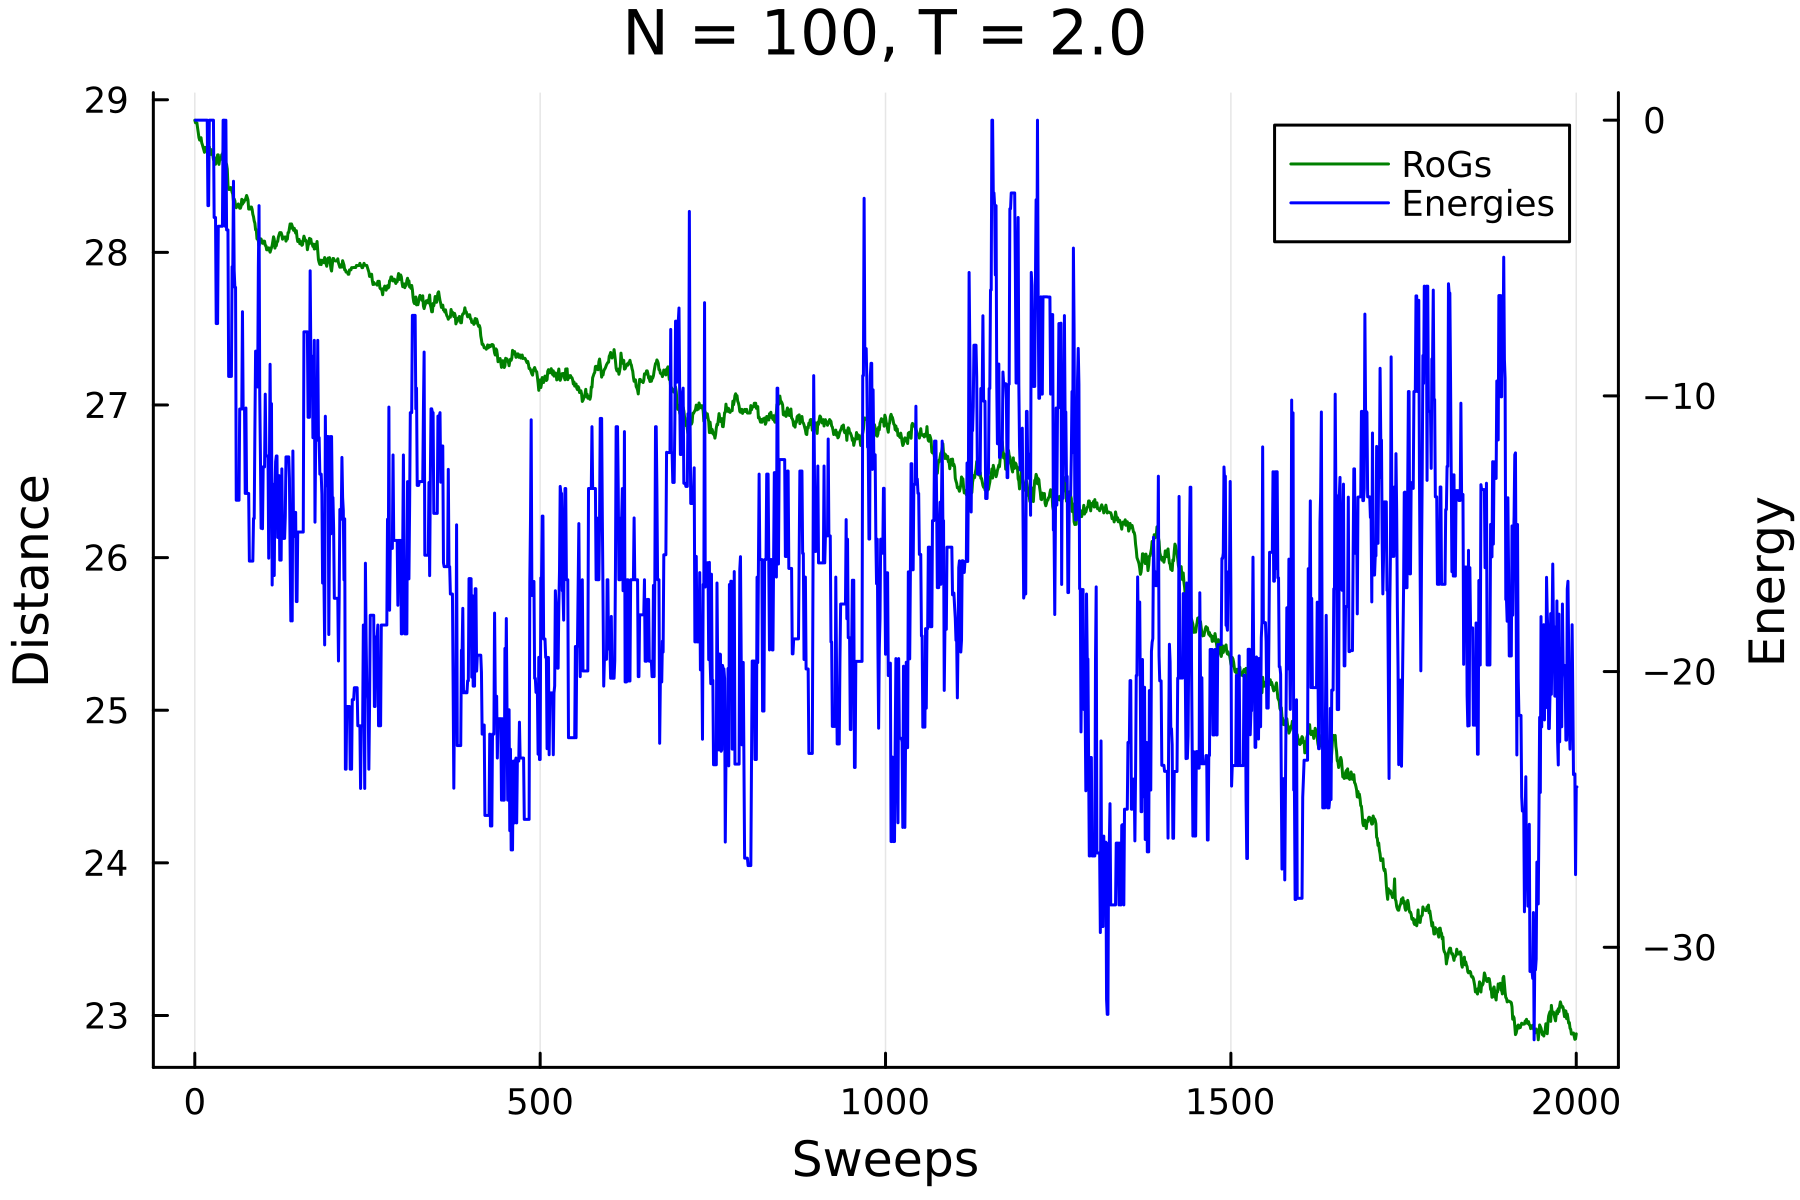 N = 100, T = 2.0
29
28
27
26
25
24
23
Distance
0
−10
−20
−30
Energy
RoGs
Energies
0 500 1000 1500 2000
Sweeps